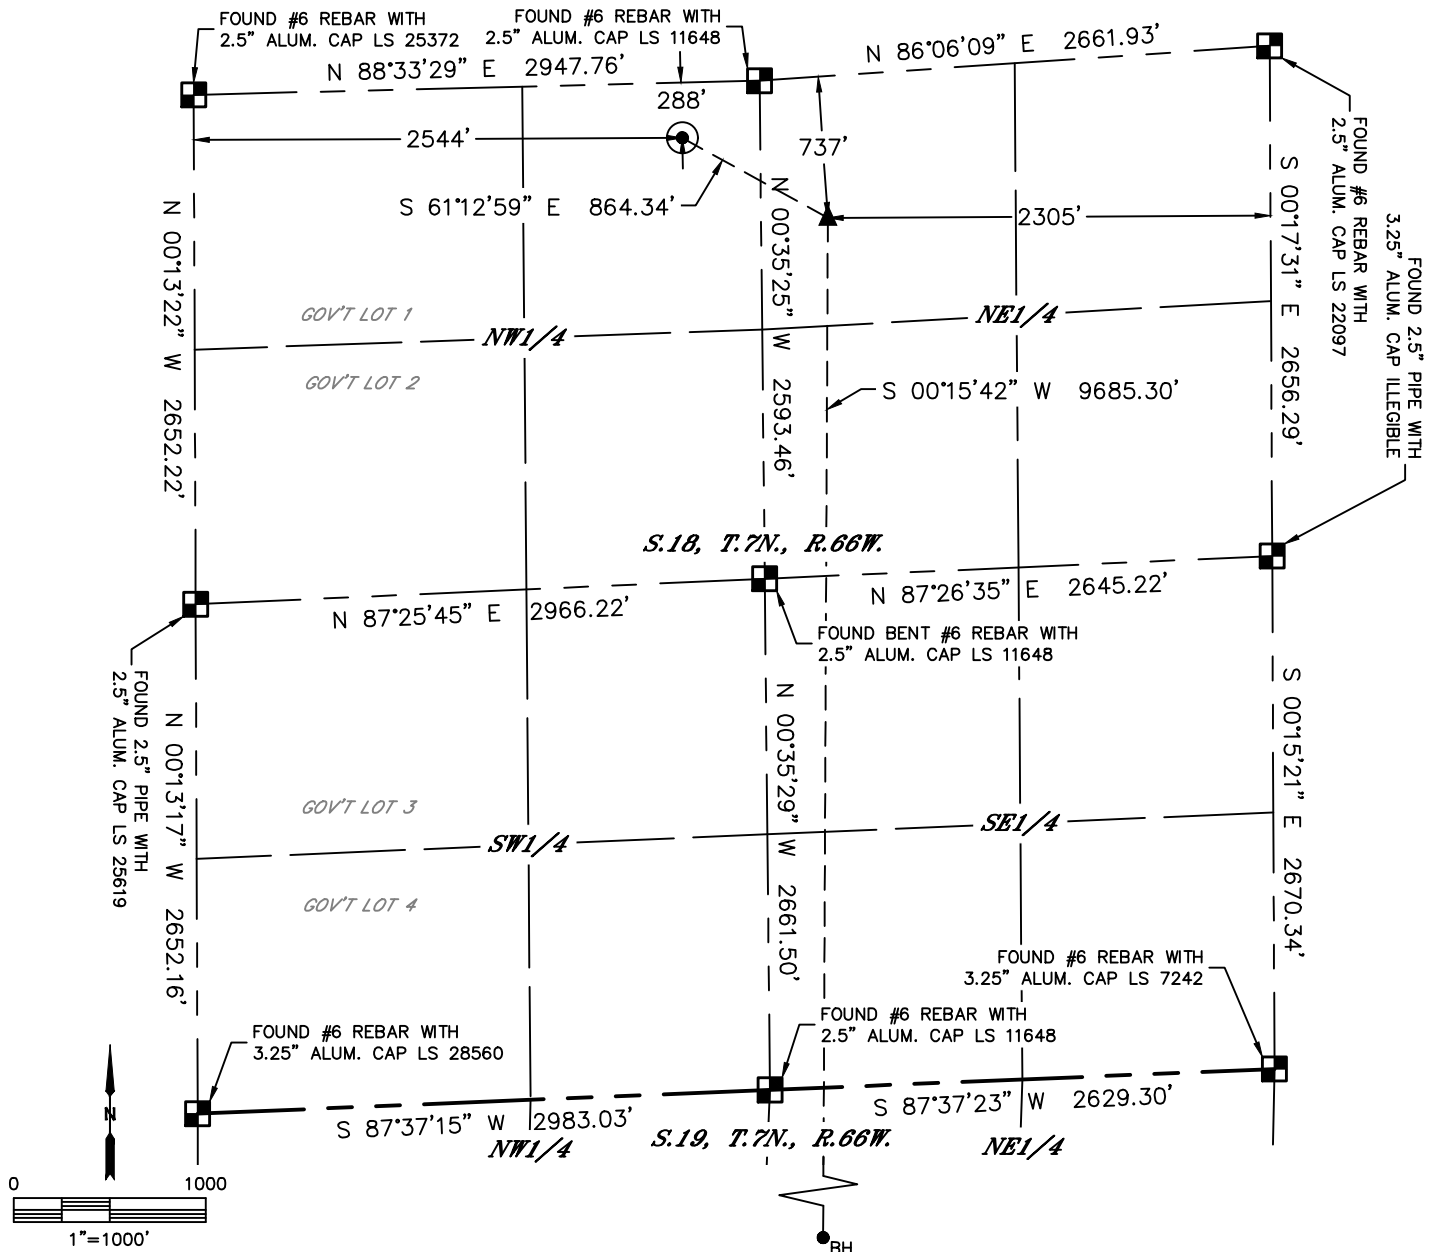 FOUND #6 REBAR WITH
2.5" ALUM. CAP LS 25372
FOUND #6 REBAR WITH
2.5" ALUM. CAP LS 11648
N 88°33'29" E 2947.76'
N 86°06'09" E 2661.93'
288'
2544'
737'
S 61°12'59" E 864.34'
2305'
FOUND #6 REBAR WITH
2.5" ALUM. CAP LS 22097
FOUND 2.5" PIPE WITH
3.25" ALUM. CAP ILLEGIBLE
N 00°13'22" W 2652.22'
N 00°35'25" W 2593.46'
S 00°17'31" E 2656.29'
GOV'T LOT 1
NW1/4
NE1/4
GOV'T LOT 2
S 00°15'42" W 9685.30'
S.18, T.7N., R.66W.
N 87°25'45" E 2966.22'
N 87°26'35" E 2645.22'
FOUND BENT #6 REBAR WITH
2.5" ALUM. CAP LS 11648
FOUND 2.5" PIPE WITH
2.5" ALUM. CAP LS 25619
N 00°13'17" W 2652.16'
N 00°35'29" W 2661.50'
S 00°15'21" E 2670.34'
GOV'T LOT 3
SW1/4
SE1/4
GOV'T LOT 4
FOUND #6 REBAR WITH
3.25" ALUM. CAP LS 7242
FOUND #6 REBAR WITH
2.5" ALUM. CAP LS 11648
FOUND #6 REBAR WITH
3.25" ALUM. CAP LS 28560
S 87°37'15" W 2983.03'
S 87°37'23" W 2629.30'
NW1/4
S.19, T.7N., R.66W.
NE1/4
N
0 1000
1"=1000'
BH